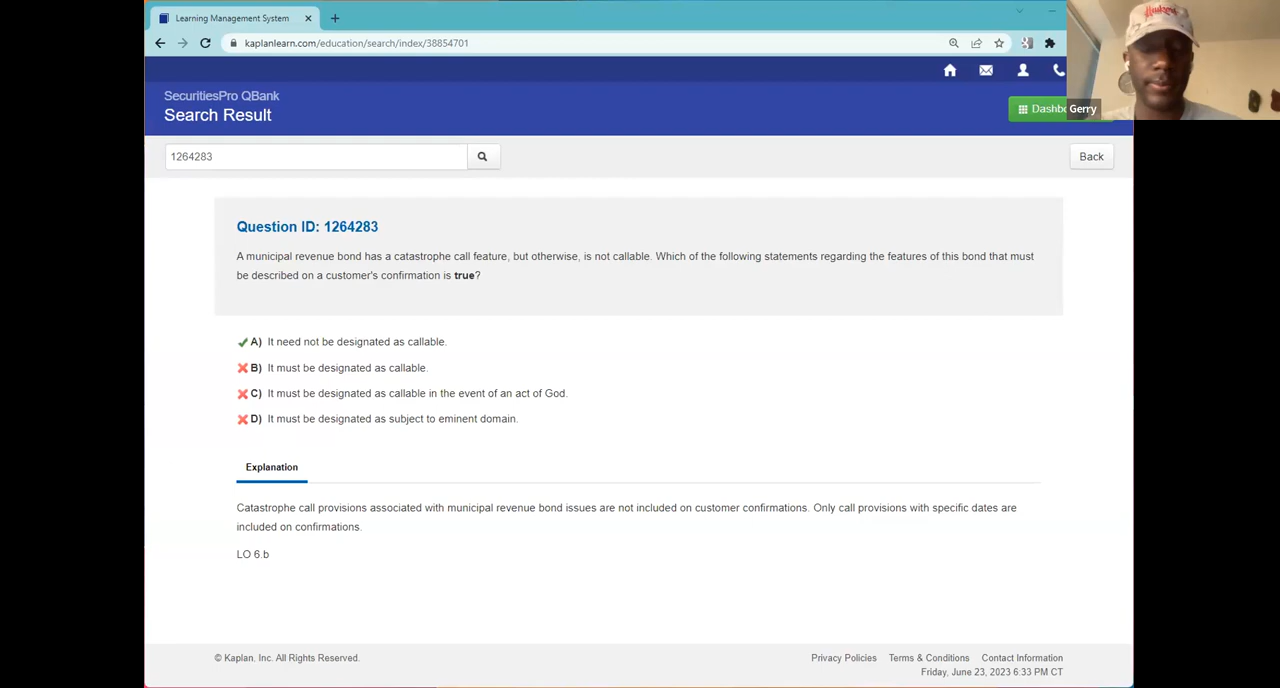 Learning Management System
kaplanlearn.com/education/search/index/38854701
SecuritiesPro QBank
Search Result
Gerry
1264283
Back
Question ID: 1264283
A municipal revenue bond has a catastrophe call feature, but otherwise, is not callable. Which of the following statements regarding the features of this bond that must
be described on a customer's confirmation is true?
A) It need not be designated as callable.
B) It must be designated as callable.
C) It must be designated as callable in the event of an act of God.
D) It must be designated as subject to eminent domain.
Explanation
Catastrophe call provisions associated with municipal revenue bond issues are not included on customer confirmations. Only call provisions with specific dates are
included on confirmations.
LO 6.b
© Kaplan, Inc. All Rights Reserved.
Privacy Policies Terms & Conditions Contact Information
Friday, June 23, 2023 6:33 PM CT